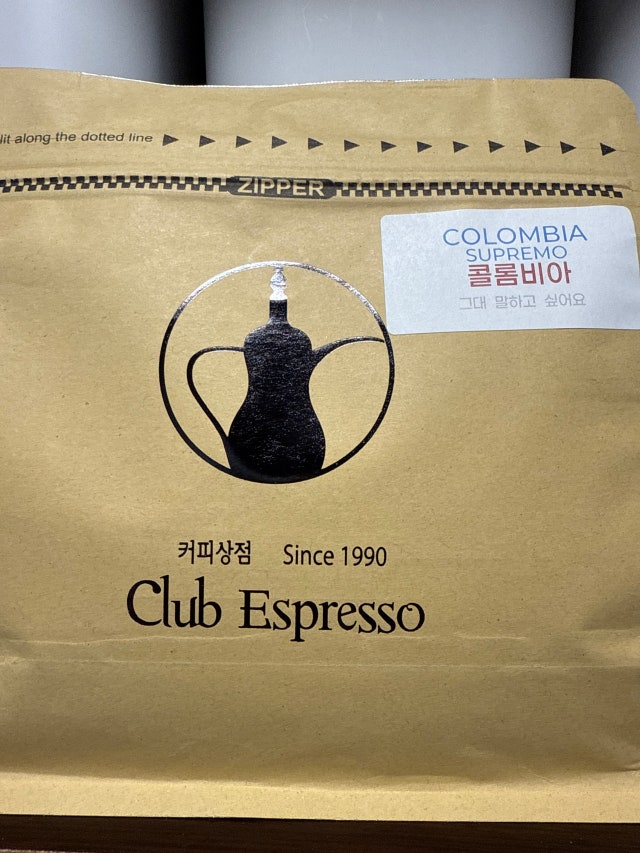 lit along the dotted line
ZIPPER
COLOMBIA
SUPREMO
콜롬비아
그대 말하고 싶어요
커피상점 Since 1990
Club Espresso